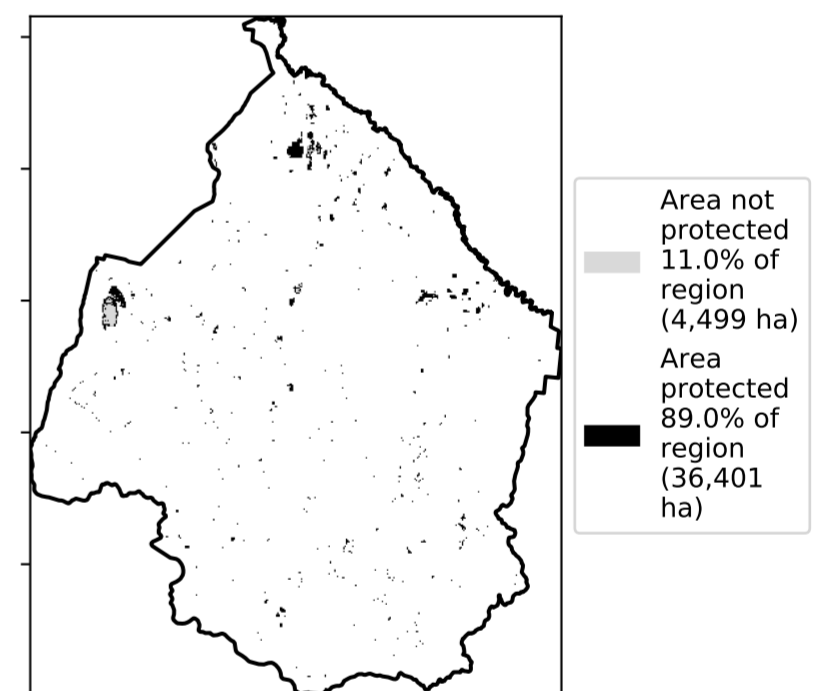 Area not
protected
11.0% of
region
(4,499 ha)
Area
protected
89.0% of
region
(36,401
ha)